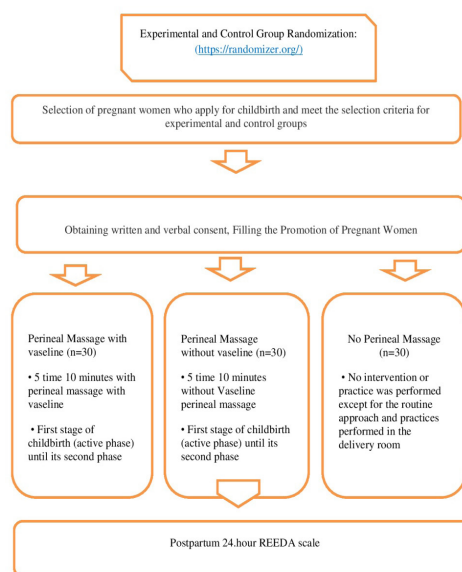 Experimental and Control Group Randomization:
(https://randomizer.org/)
Selection of pregnant women who apply for childbirth and meet the selection criteria for
experimental and control groups
Obtaining written and verbal consent, Filling the Promotion of Pregnant Women
Perineal Massage with
vaseline (n=30)
• 5 time 10 minutes with
perineal massage with
vaseline
• First stage of
childbirth (active phase)
until its second phase
Perineal Massage
without vaseline (n=30)
• 5 time 10 minutes
without Vaseline
perineal massage
• First stage of childbirth
(active phase) until its
second phase
No Perineal Massage
(n=30)
• No intervention or
practice was performed
except for the routine
approach and practices
performed in the
delivery room
Postpartum 24.hour REEDA scale